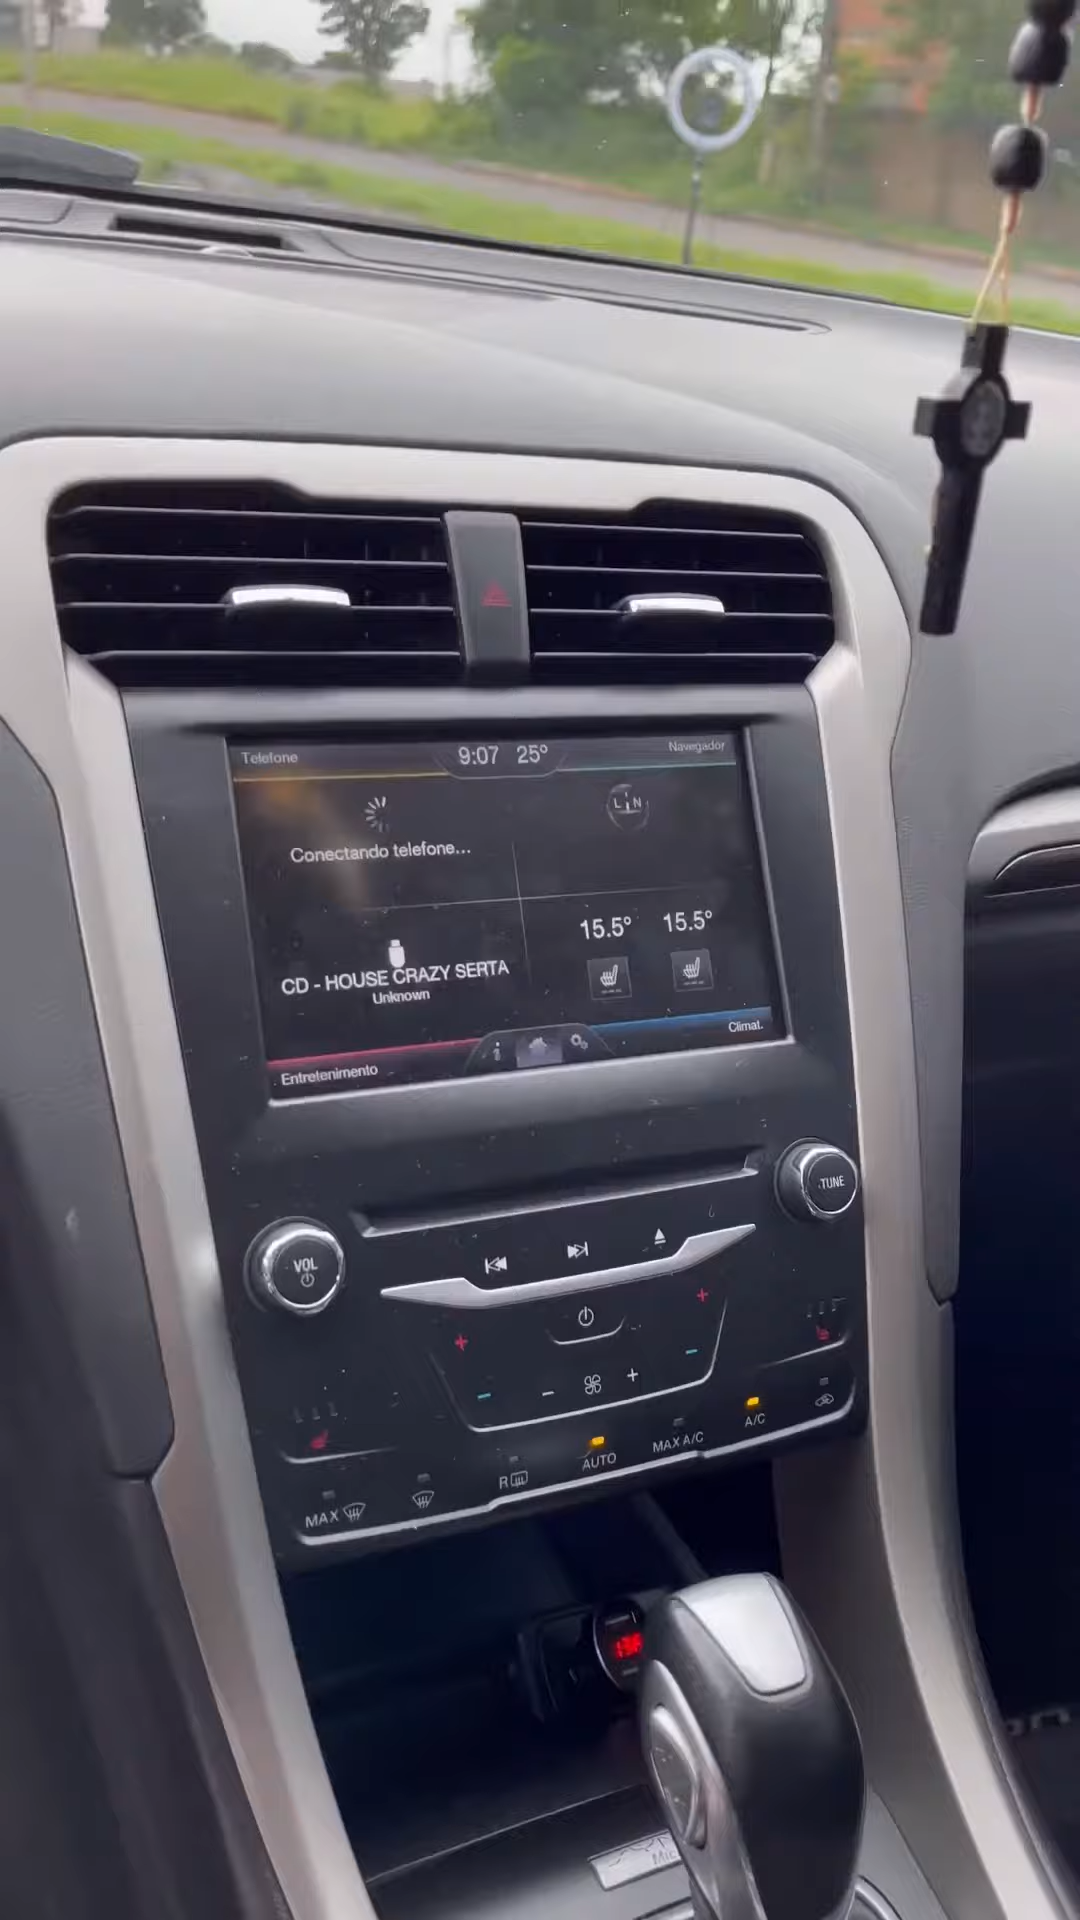 Telefone
9:07 25°
Navegador
Conectando telefone...
L N
15.5° 15.5°
CD - HOUSE CRAZY SERTA
Unknown
Climat.
Entretenimento
TUNE
VOL
A/C
MAX A/C
AUTO
R
MAX